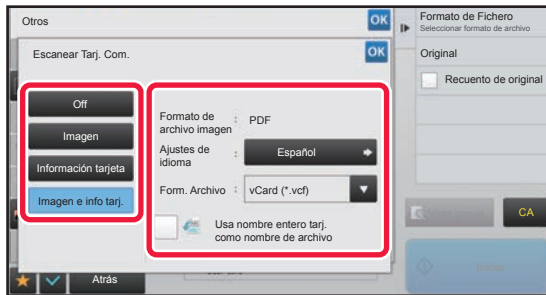 Otros
OK
Escanear Tarj. Com.
OK
Off
Imagen
Información tarjeta
Imagen e info tarj.
Formato de
archivo imagen
:
PDF
Ajustes de
idioma
:
Español
Form. Archivo
:
vCard (*.vcf)
Usa nombre entero tarj.
como nombre de archivo
Atrás
Formato de Fichero
Seleccionar formato de archivo
Original
Recuento de original
CA